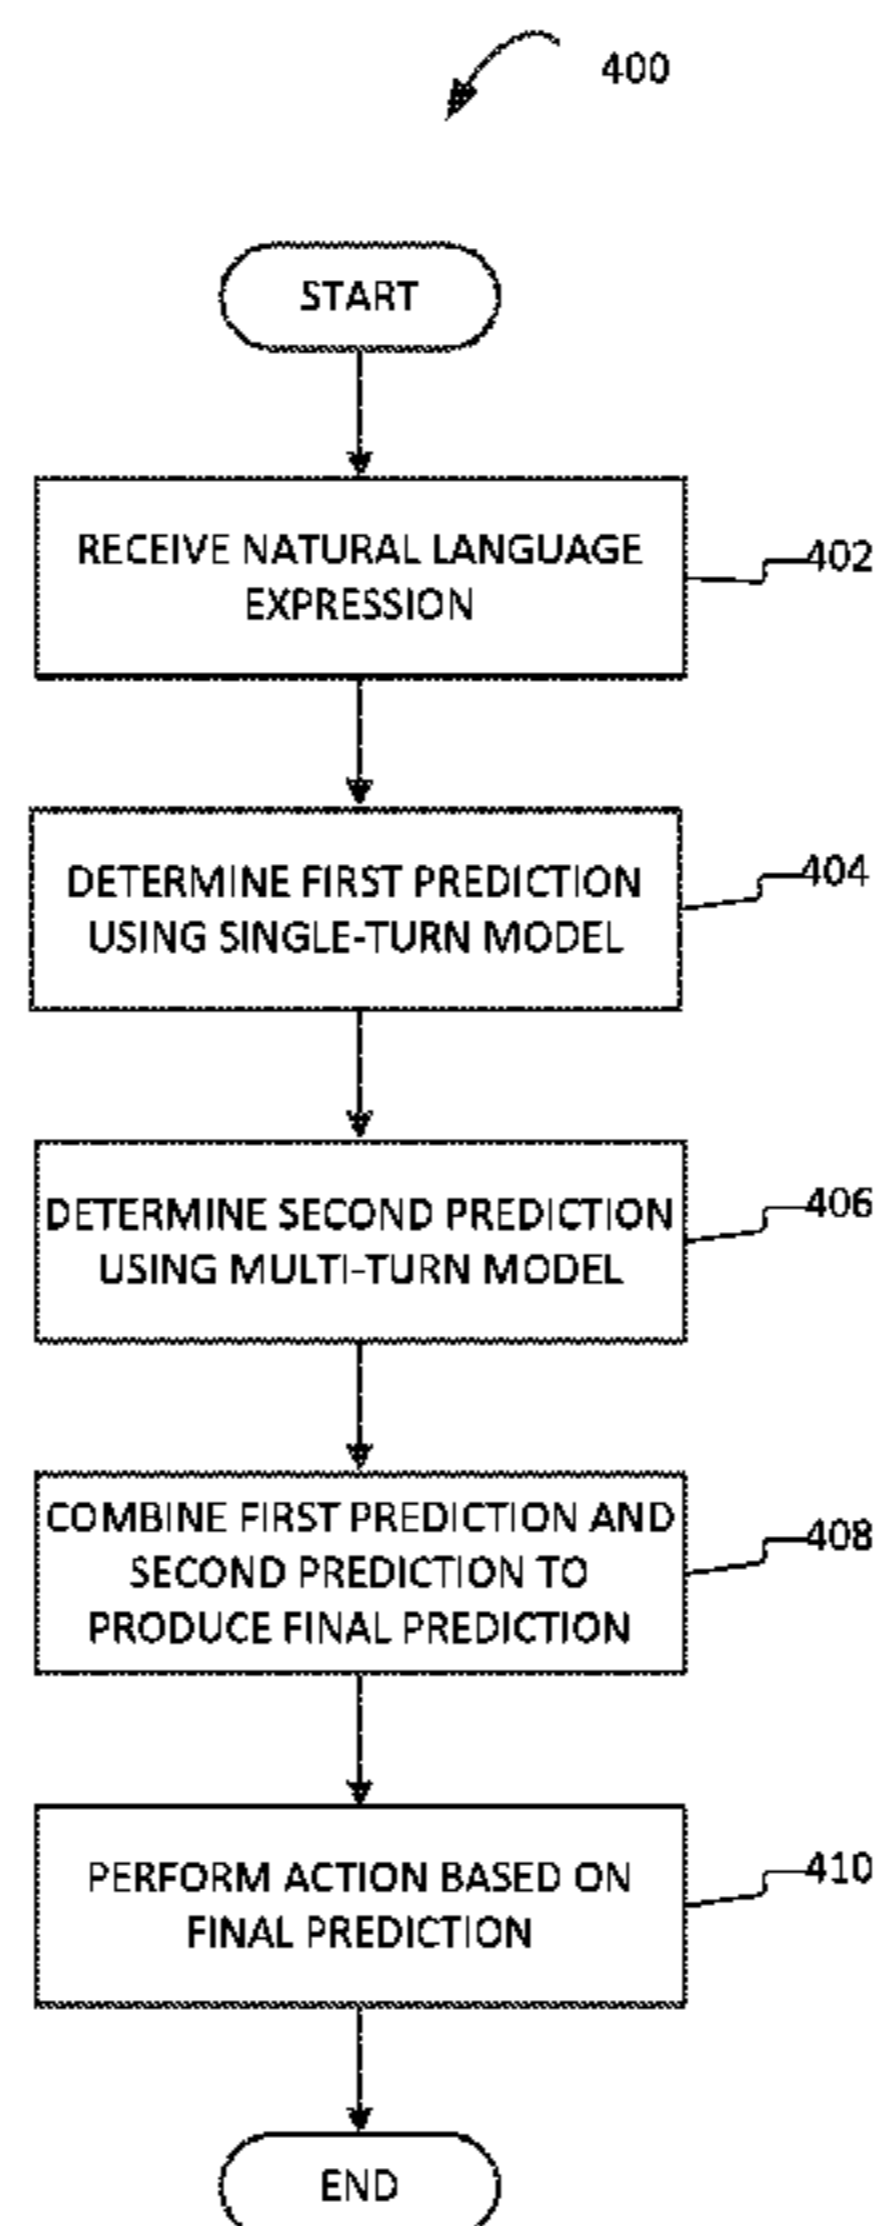 400
START
RECEIVE NATURAL LANGUAGE
EXPRESSION
402
DETERMINE FIRST PREDICTION
USING SINGLE-TURN MODEL
404
DETERMINE SECOND PREDICTION
USING MULTI-TURN MODEL
406
COMBINE FIRST PREDICTION AND
SECOND PREDICTION TO
PRODUCE FINAL PREDICTION
408
PERFORM ACTION BASED ON
FINAL PREDICTION
410
END